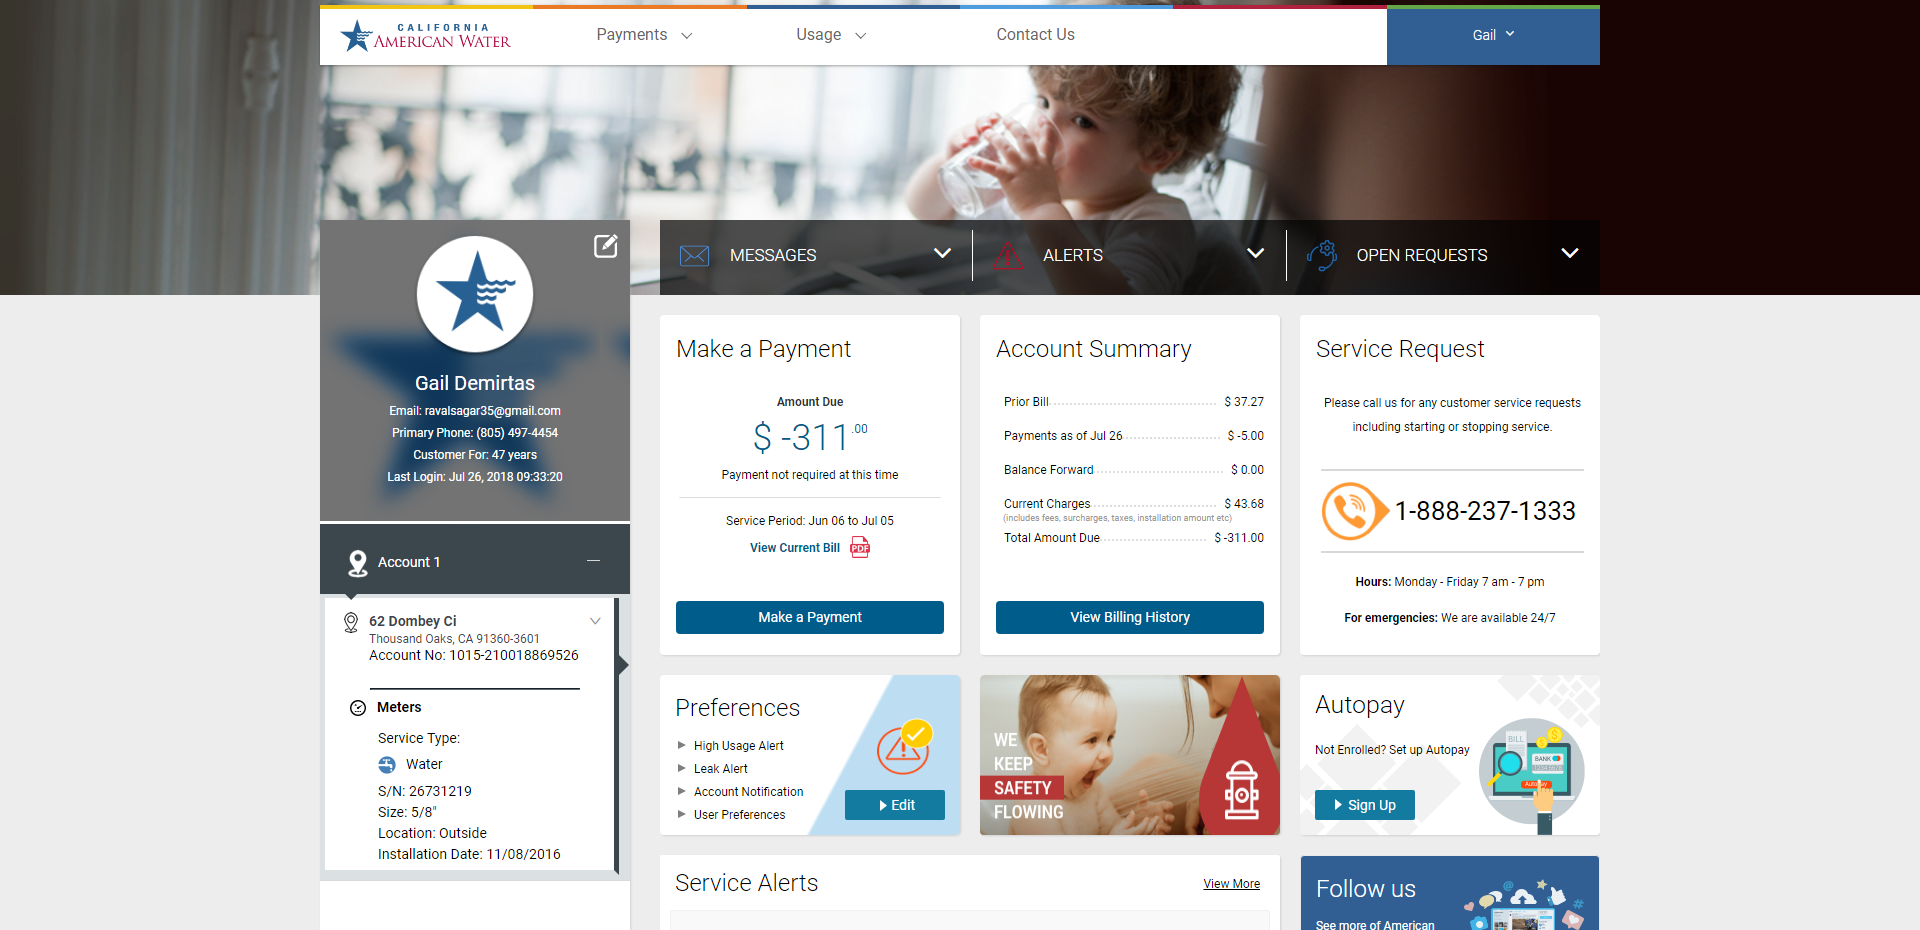 CALIFORNIA
AMERICAN WATER
Payments
Usage
Contact Us
Gail
MESSAGES
ALERTS
OPEN REQUESTS
Gail Demirtas
Email: ravalsagar35@gmail.com
Primary Phone: (805) 497-4454
Customer For: 47 years
Last Login: Jul 26, 2018 09:33:20
Account 1
62 Dombey Ci
Thousand Oaks, CA 91360-3601
Account No: 1015-210018869526
Meters
Service Type:
Water
S/N: 26731219
Size: 5/8"
Location: Outside
Installation Date: 11/08/2016
Make a Payment
Amount Due
$ -311.00
Payment not required at this time
Service Period: Jun 06 to Jul 05
View Current Bill PDF
Make a Payment
Account Summary
Prior Bill $ 37.27
Payments as of Jul 26 $ -5.00
Balance Forward $ 0.00
Current Charges $ 43.68
(includes fees, surcharges, taxes, installation amount etc)
Total Amount Due $ -311.00
View Billing History
Service Request
Please call us for any customer service requests
including starting or stopping service.
1-888-237-1333
Hours: Monday - Friday 7 am - 7 pm
For emergencies: We are available 24/7
Preferences
High Usage Alert
Leak Alert
Account Notification
User Preferences
Edit
WE
KEEP
SAFETY
FLOWING
Autopay
Not Enrolled? Set up Autopay
Sign Up
BILL
BANK
Autopay
Service Alerts
View More
Follow us
See more of American